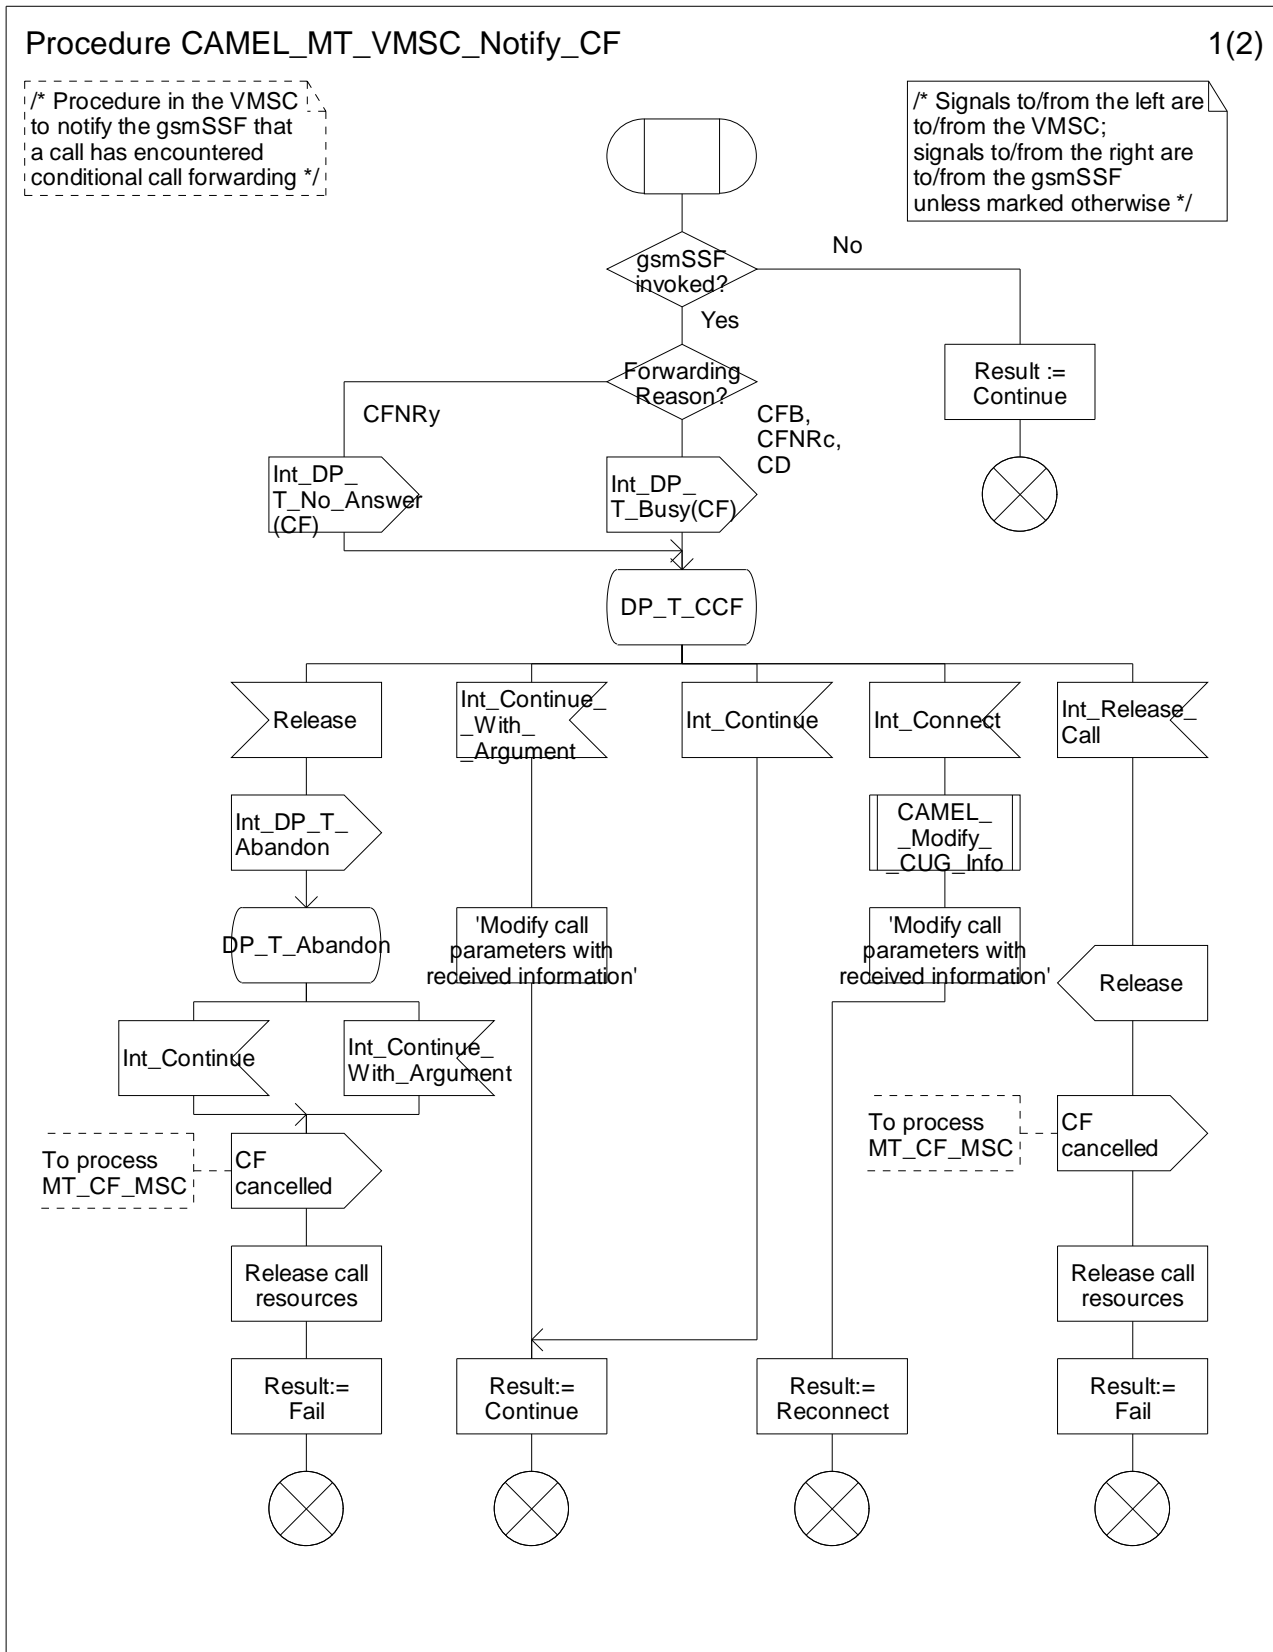 Procedure CAMEL_MT_VMSC_Notify_CF
1(2)
/* Procedure in the VMSC
to notify the gsmSSF that
a call has encountered
conditional call forwarding */
/* Signals to/from the left are
to/from the VMSC;
signals to/from the right are
to/from the gsmSSF
unless marked otherwise */
gsmSSF
invoked?
No
Yes
Forwarding
Reason?
Result :=
Continue
CFNRy
CFB,
CFNRc,
CD
Int_DP_
T_No_Answer
(CF)
Int_DP_
T_Busy(CF)
DP_T_CCF
Release
Int_Continue_
_With_
_Argument
Int_Continue
Int_Connect
Int_Release_
Call
Int_DP_T_
Abandon
CAMEL_
_Modify_
_CUG_Info
DP_T_Abandon
'Modify call
parameters with
received information'
'Modify call
parameters with
received information'
Release
Int_Continue
Int_Continue_
With_Argument
To process
MT_CF_MSC
CF
cancelled
To process
MT_CF_MSC
CF
cancelled
Release call
resources
Release call
resources
Result:=
Fail
Result:=
Continue
Result:=
Reconnect
Result:=
Fail